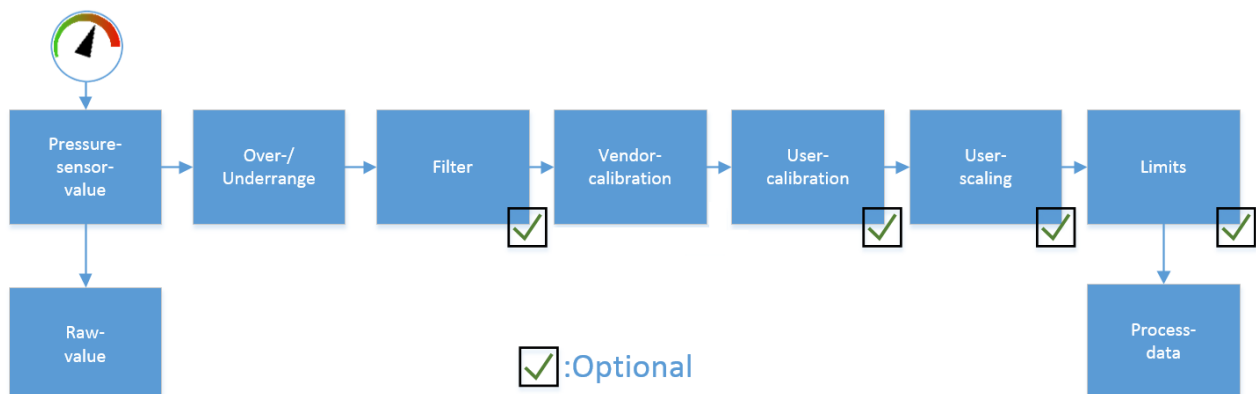 Pressure-
sensor-
value
Over-/
Underrange
Filter
Vendor-
calibration
User-
calibration
User-
scaling
Limits
Raw-
value
Process-
data
:Optional